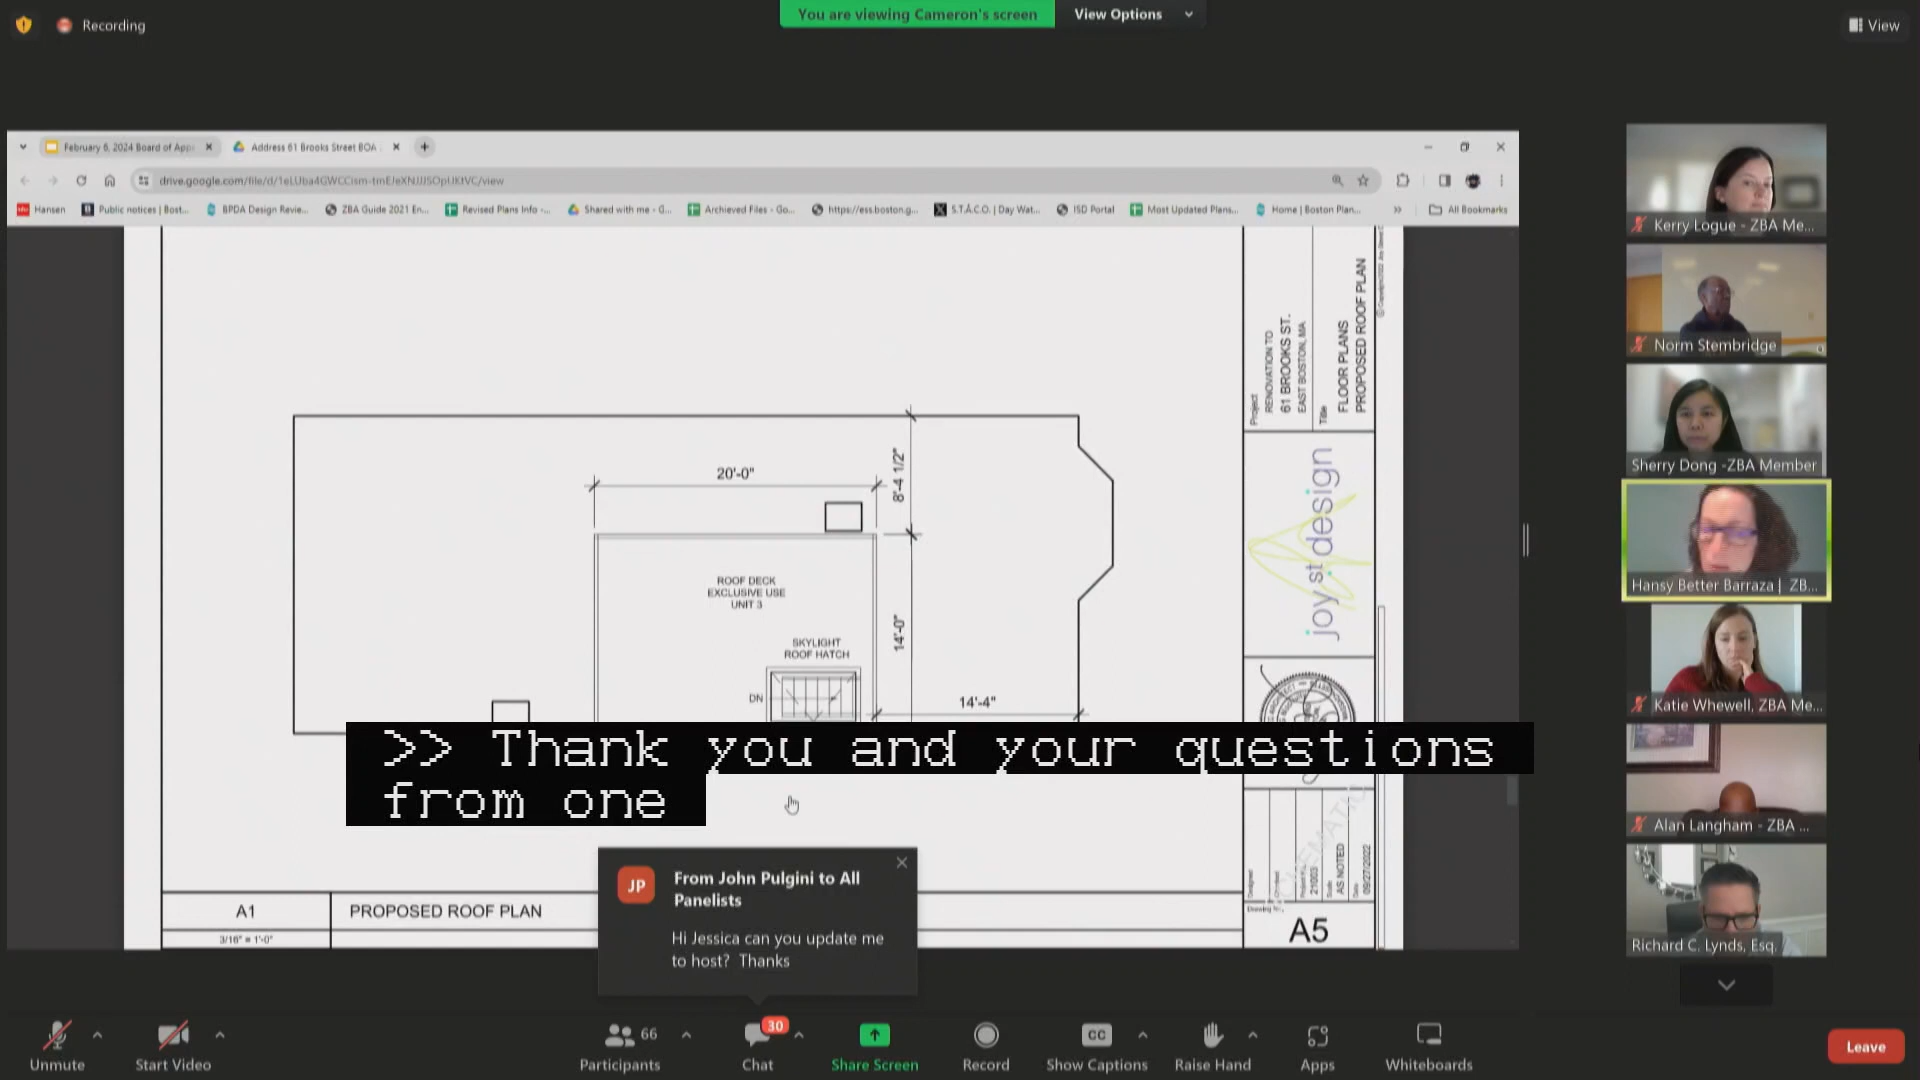 Recording
You are viewing Cameron's screen
View Options
View
February 6, 2024 Board of App
Address 61 Brooks Street BOA
Hansen
Public notices | Bost...
BPDA Design Revie...
ZBA Guide 2021 En...
Revised Plans Info -...
Shared with me - G...
Archieved Files - Go...
https://ess.boston.g...
S.T.A.C.O. | Day Wat...
ISD Portal
Most Updated Plans...
Home | Boston Plan...
All Bookmarks
20'-0"
8'-4 1/2"
ROOF DECK
EXCLUSIVE USE
UNIT 3
SKYLIGHT
ROOF HATCH
DN
14'-0"
14'-4"
Project
RENOVATION TO
61 BROOKS ST.
EAST BOSTON, MA
Title
FLOOR PLANS
PROPOSED ROOF PLAN
joy st design
21003
AS NOTED
09/27/2022
A5
A1
PROPOSED ROOF PLAN
3/16" = 1'-0"
>> Thank you and your questions
from one
JP
From John Pulgini to All
Panelists
Hi Jessica can you update me
to host? Thanks
Kerry Logue - ZBA Me...
Norm Stembridge
Sherry Dong -ZBA Member
Hansy Better Barraza | ZB...
Katie Whewell, ZBA Me...
Alan Langham - ZBA ...
Richard C. Lynds, Esq.
Unmute
Start Video
66
Participants
30
Chat
Share Screen
Record
CC
Show Captions
Raise Hand
Apps
Whiteboards
Leave